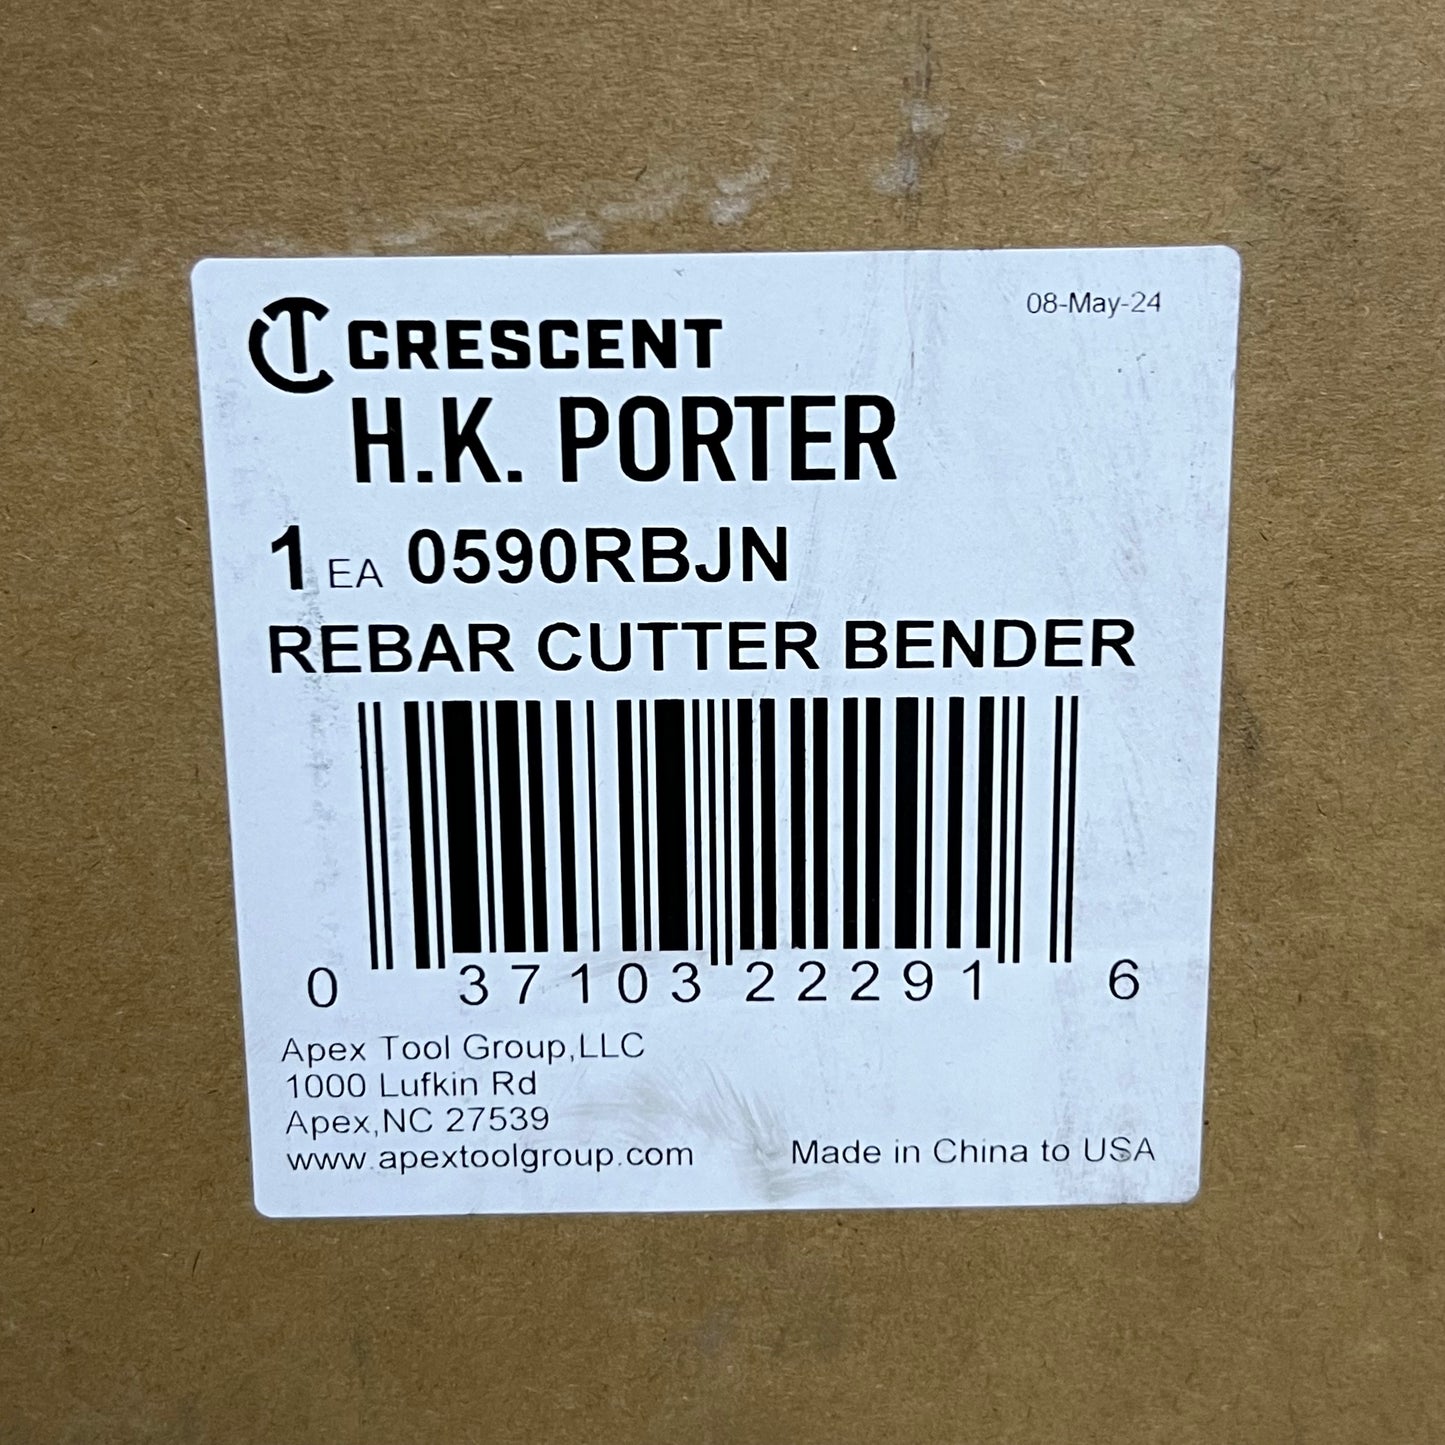 CRESCENT
08-May-24
H.K. PORTER
1 EA 0590RBJN
REBAR CUTTER BENDER
0 37103 22291 6
Apex Tool Group,LLC
1000 Lufkin Rd
Apex,NC 27539
www.apextoolgroup.com
Made in China to USA